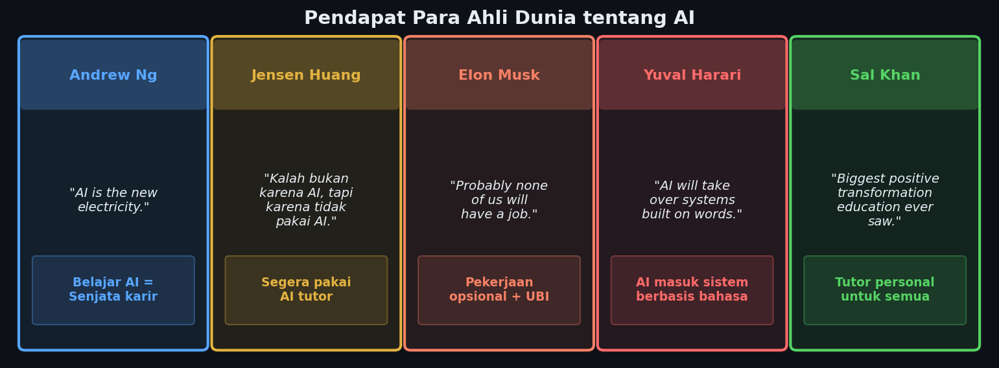 Pendapat Para Ahli Dunia tentang AI
Andrew Ng
"AI is the new
electricity."
Belajar AI =
Senjata karir
Jensen Huang
"Kalah bukan
karena AI, tapi
karena tidak
pakai AI."
Segera pakai
AI tutor
Elon Musk
"Probably none
of us will
have a job."
Pekerjaan
opsional + UBI
Yuval Harari
"AI will take
over systems
built on words."
AI masuk sistem
berbasis bahasa
Sal Khan
"Biggest positive
transformation
education ever
saw."
Tutor personal
untuk semua